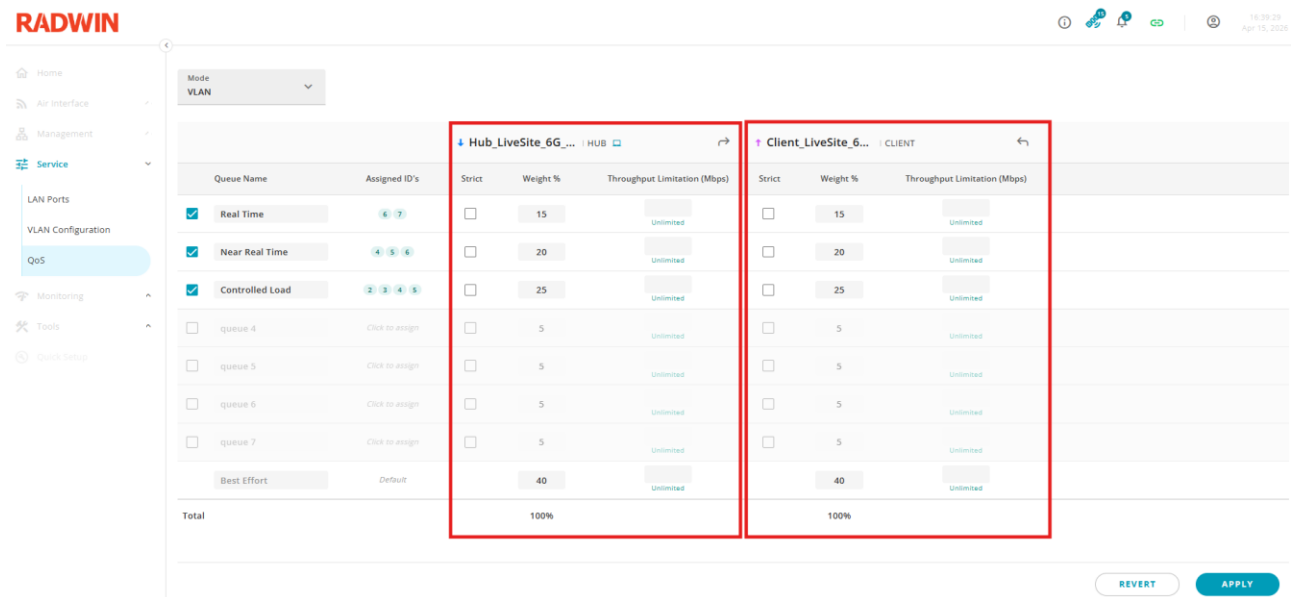 RADWIN
15
5
16:39:26
Apr 15, 2026
Home
Air Interface
Management
Service
LAN Ports
VLAN Configuration
QoS
Monitoring
Tools
Quick Setup
Mode
VLAN
Hub_LiveSite_6G_... | HUB
Client_LiveSite_6... | CLIENT
Queue Name Assigned ID's Strict Weight % Throughput Limitation (Mbps) Strict Weight % Throughput Limitation (Mbps)
Real Time 6 7 15 Unlimited 15 Unlimited
Near Real Time 4 5 6 20 Unlimited 20 Unlimited
Controlled Load 2 3 4 5 25 Unlimited 25 Unlimited
queue 4 Click to assign 5 Unlimited 5 Unlimited
queue 5 Click to assign 5 Unlimited 5 Unlimited
queue 6 Click to assign 5 Unlimited 5 Unlimited
queue 7 Click to assign 5 Unlimited 5 Unlimited
Best Effort Default 40 Unlimited 40 Unlimited
Total 100% 100%
REVERT APPLY